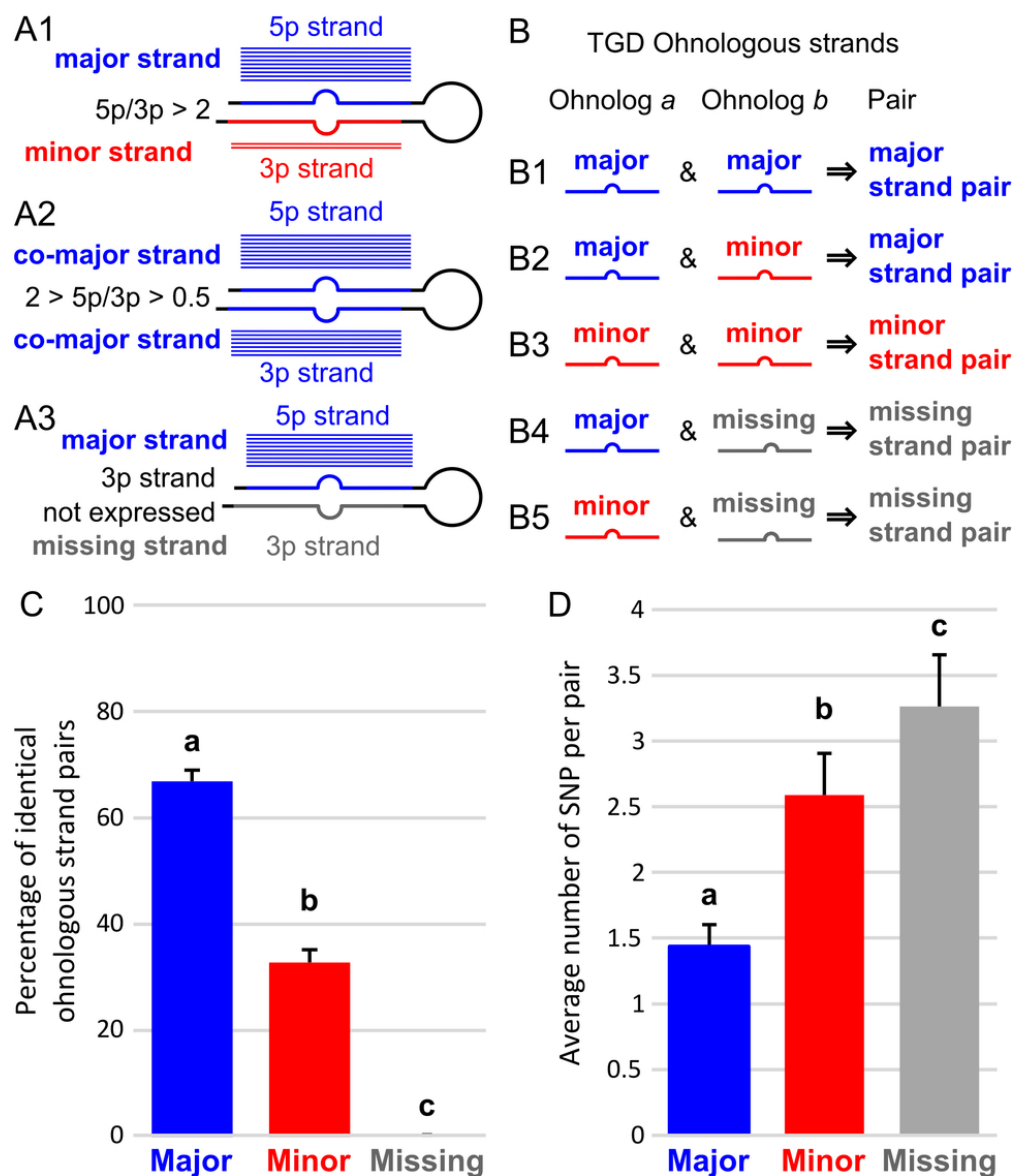 A1
5p strand
major strand
5p/3p > 2
minor strand
3p strand
A2
5p strand
co-major strand
2 > 5p/3p > 0.5
co-major strand
3p strand
A3
5p strand
major strand
3p strand
not expressed
missing strand
3p strand
B
TGD Ohnologous strands
Ohnolog a Ohnolog b Pair
B1 major & major ⇒ major
strand pair
B2 major & minor ⇒ major
strand pair
B3 minor & minor ⇒ minor
strand pair
B4 major & missing ⇒ missing
strand pair
B5 minor & missing ⇒ missing
strand pair
C
Percentage of identical
ohnologous strand pairs
100
80
60
40
20
0
a
b
c
Major Minor Missing
D
Average number of SNP per pair
4
3.5
3
2.5
2
1.5
1
0.5
0
a
b
c
Major Minor Missing